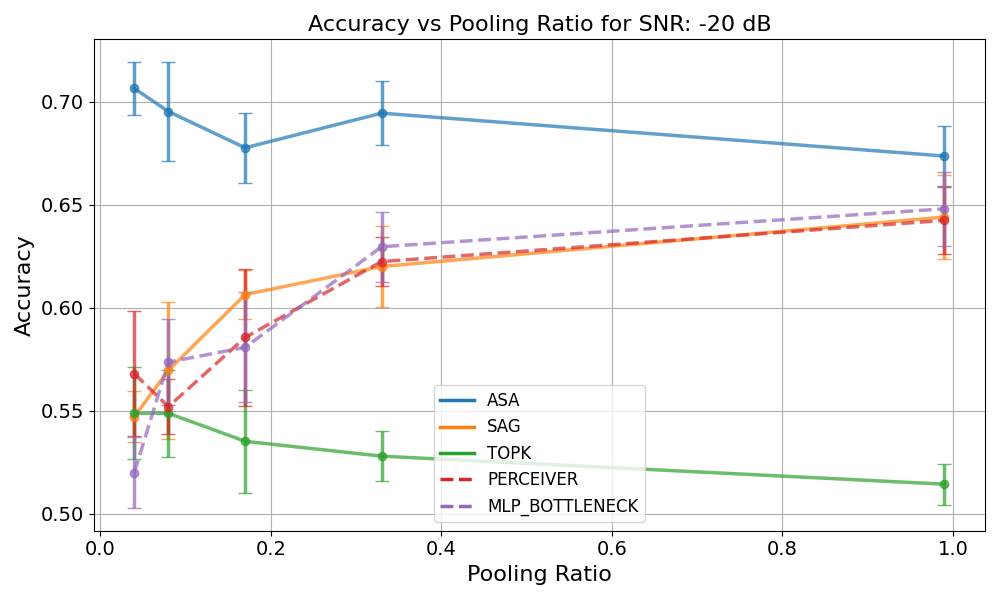 Accuracy vs Pooling Ratio for SNR: -20 dB
Accuracy
0.70
0.65
0.60
0.55
0.50
ASA
SAG
TOPK
PERCEIVER
MLP_BOTTLENECK
0.0 0.2 0.4 0.6 0.8 1.0
Pooling Ratio